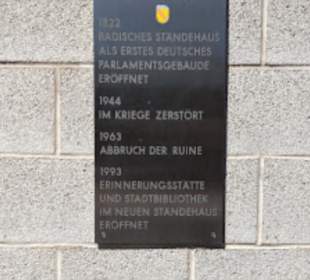 1822
BADISCHES STÄNDEHAUS
ALS ERSTES DEUTSCHES
PARLAMENTSGEBÄUDE
ERÖFFNET
1944
IM KRIEGE ZERSTÖRT
1963
ABBRUCH DER RUINE
1993
ERINNERUNGSSTÄTTE
UND STADTBIBLIOTHEK
IM NEUEN STÄNDEHAUS
ERÖFFNET